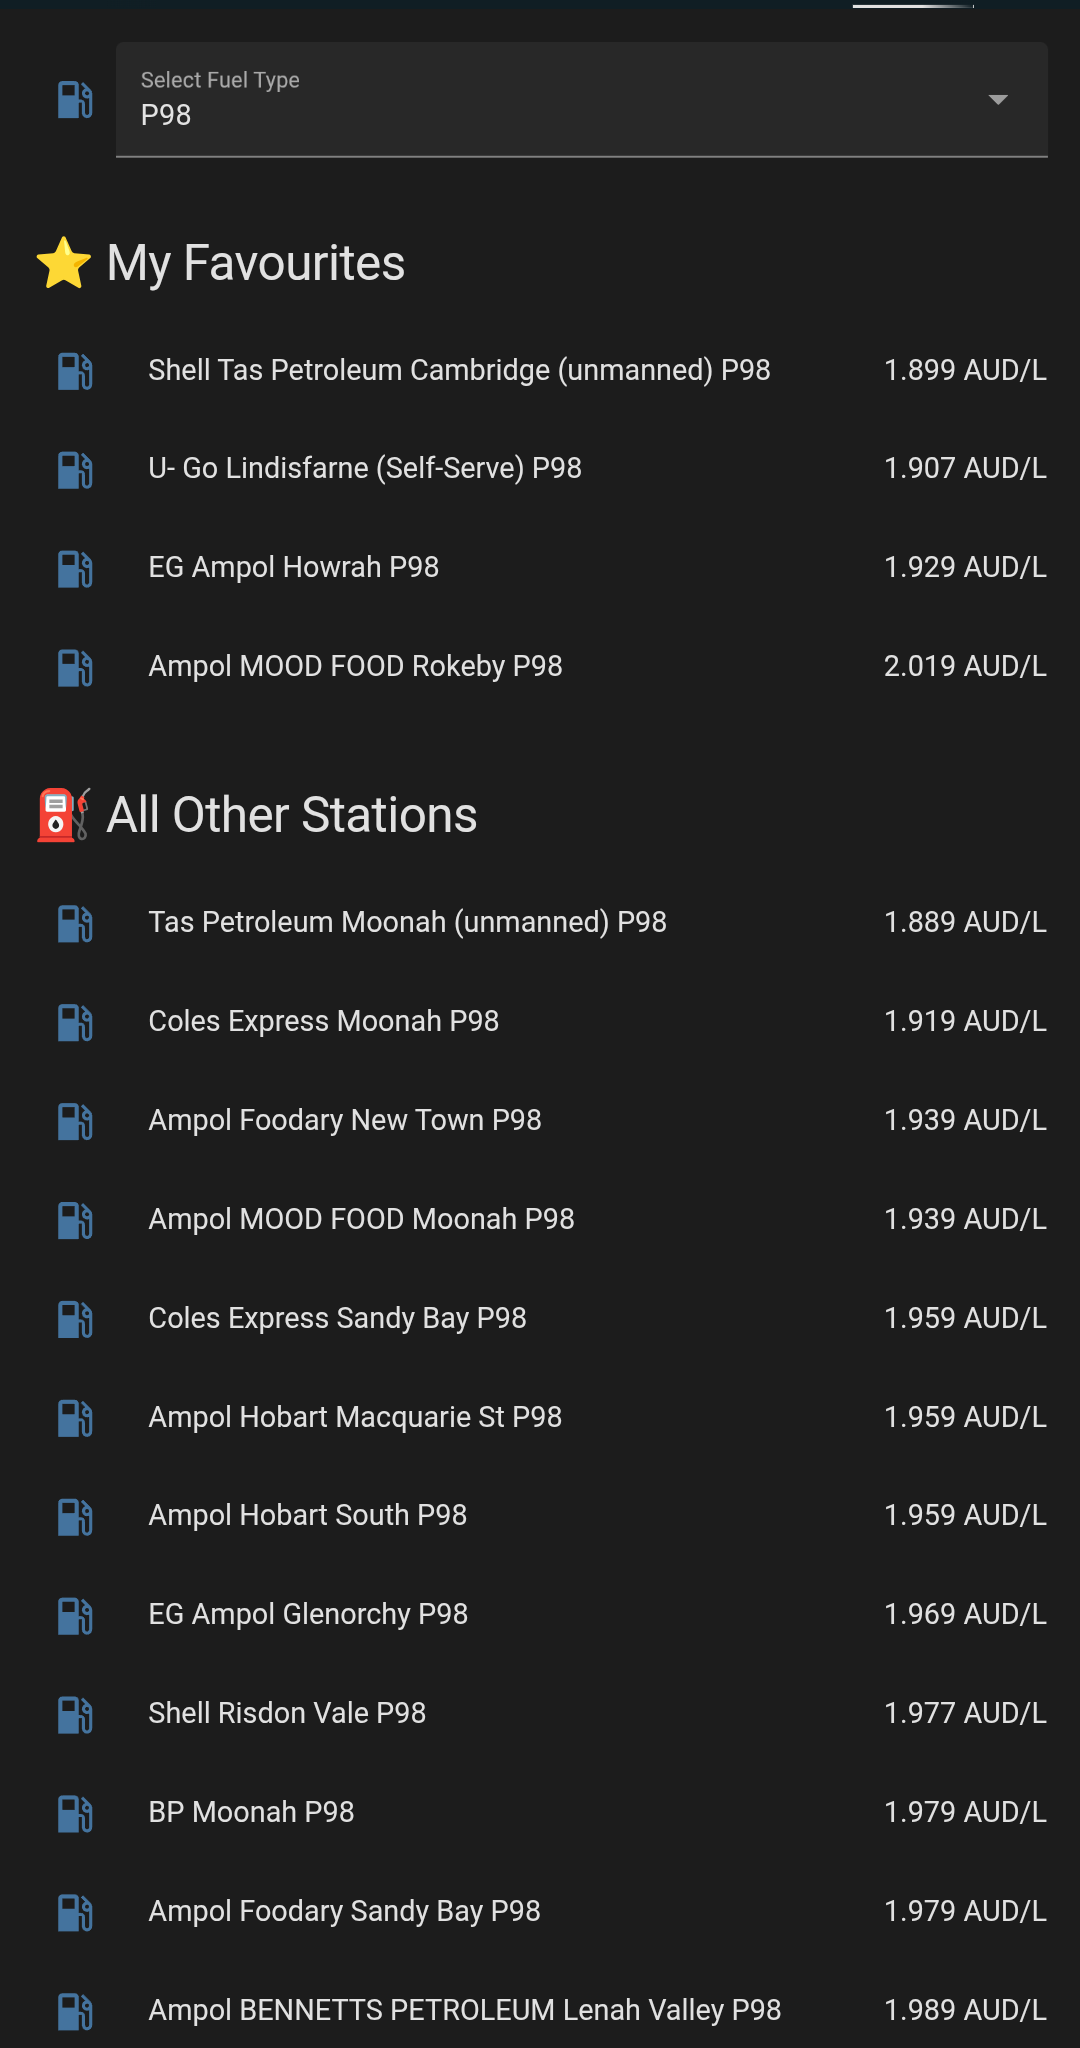 Select Fuel Type
P98
My Favourites
Shell Tas Petroleum Cambridge (unmanned) P98 1.899 AUD/L
U- Go Lindisfarne (Self-Serve) P98 1.907 AUD/L
EG Ampol Howrah P98 1.929 AUD/L
Ampol MOOD FOOD Rokeby P98 2.019 AUD/L
All Other Stations
Tas Petroleum Moonah (unmanned) P98 1.889 AUD/L
Coles Express Moonah P98 1.919 AUD/L
Ampol Foodary New Town P98 1.939 AUD/L
Ampol MOOD FOOD Moonah P98 1.939 AUD/L
Coles Express Sandy Bay P98 1.959 AUD/L
Ampol Hobart Macquarie St P98 1.959 AUD/L
Ampol Hobart South P98 1.959 AUD/L
EG Ampol Glenorchy P98 1.969 AUD/L
Shell Risdon Vale P98 1.977 AUD/L
BP Moonah P98 1.979 AUD/L
Ampol Foodary Sandy Bay P98 1.979 AUD/L
Ampol BENNETTS PETROLEUM Lenah Valley P98 1.989 AUD/L